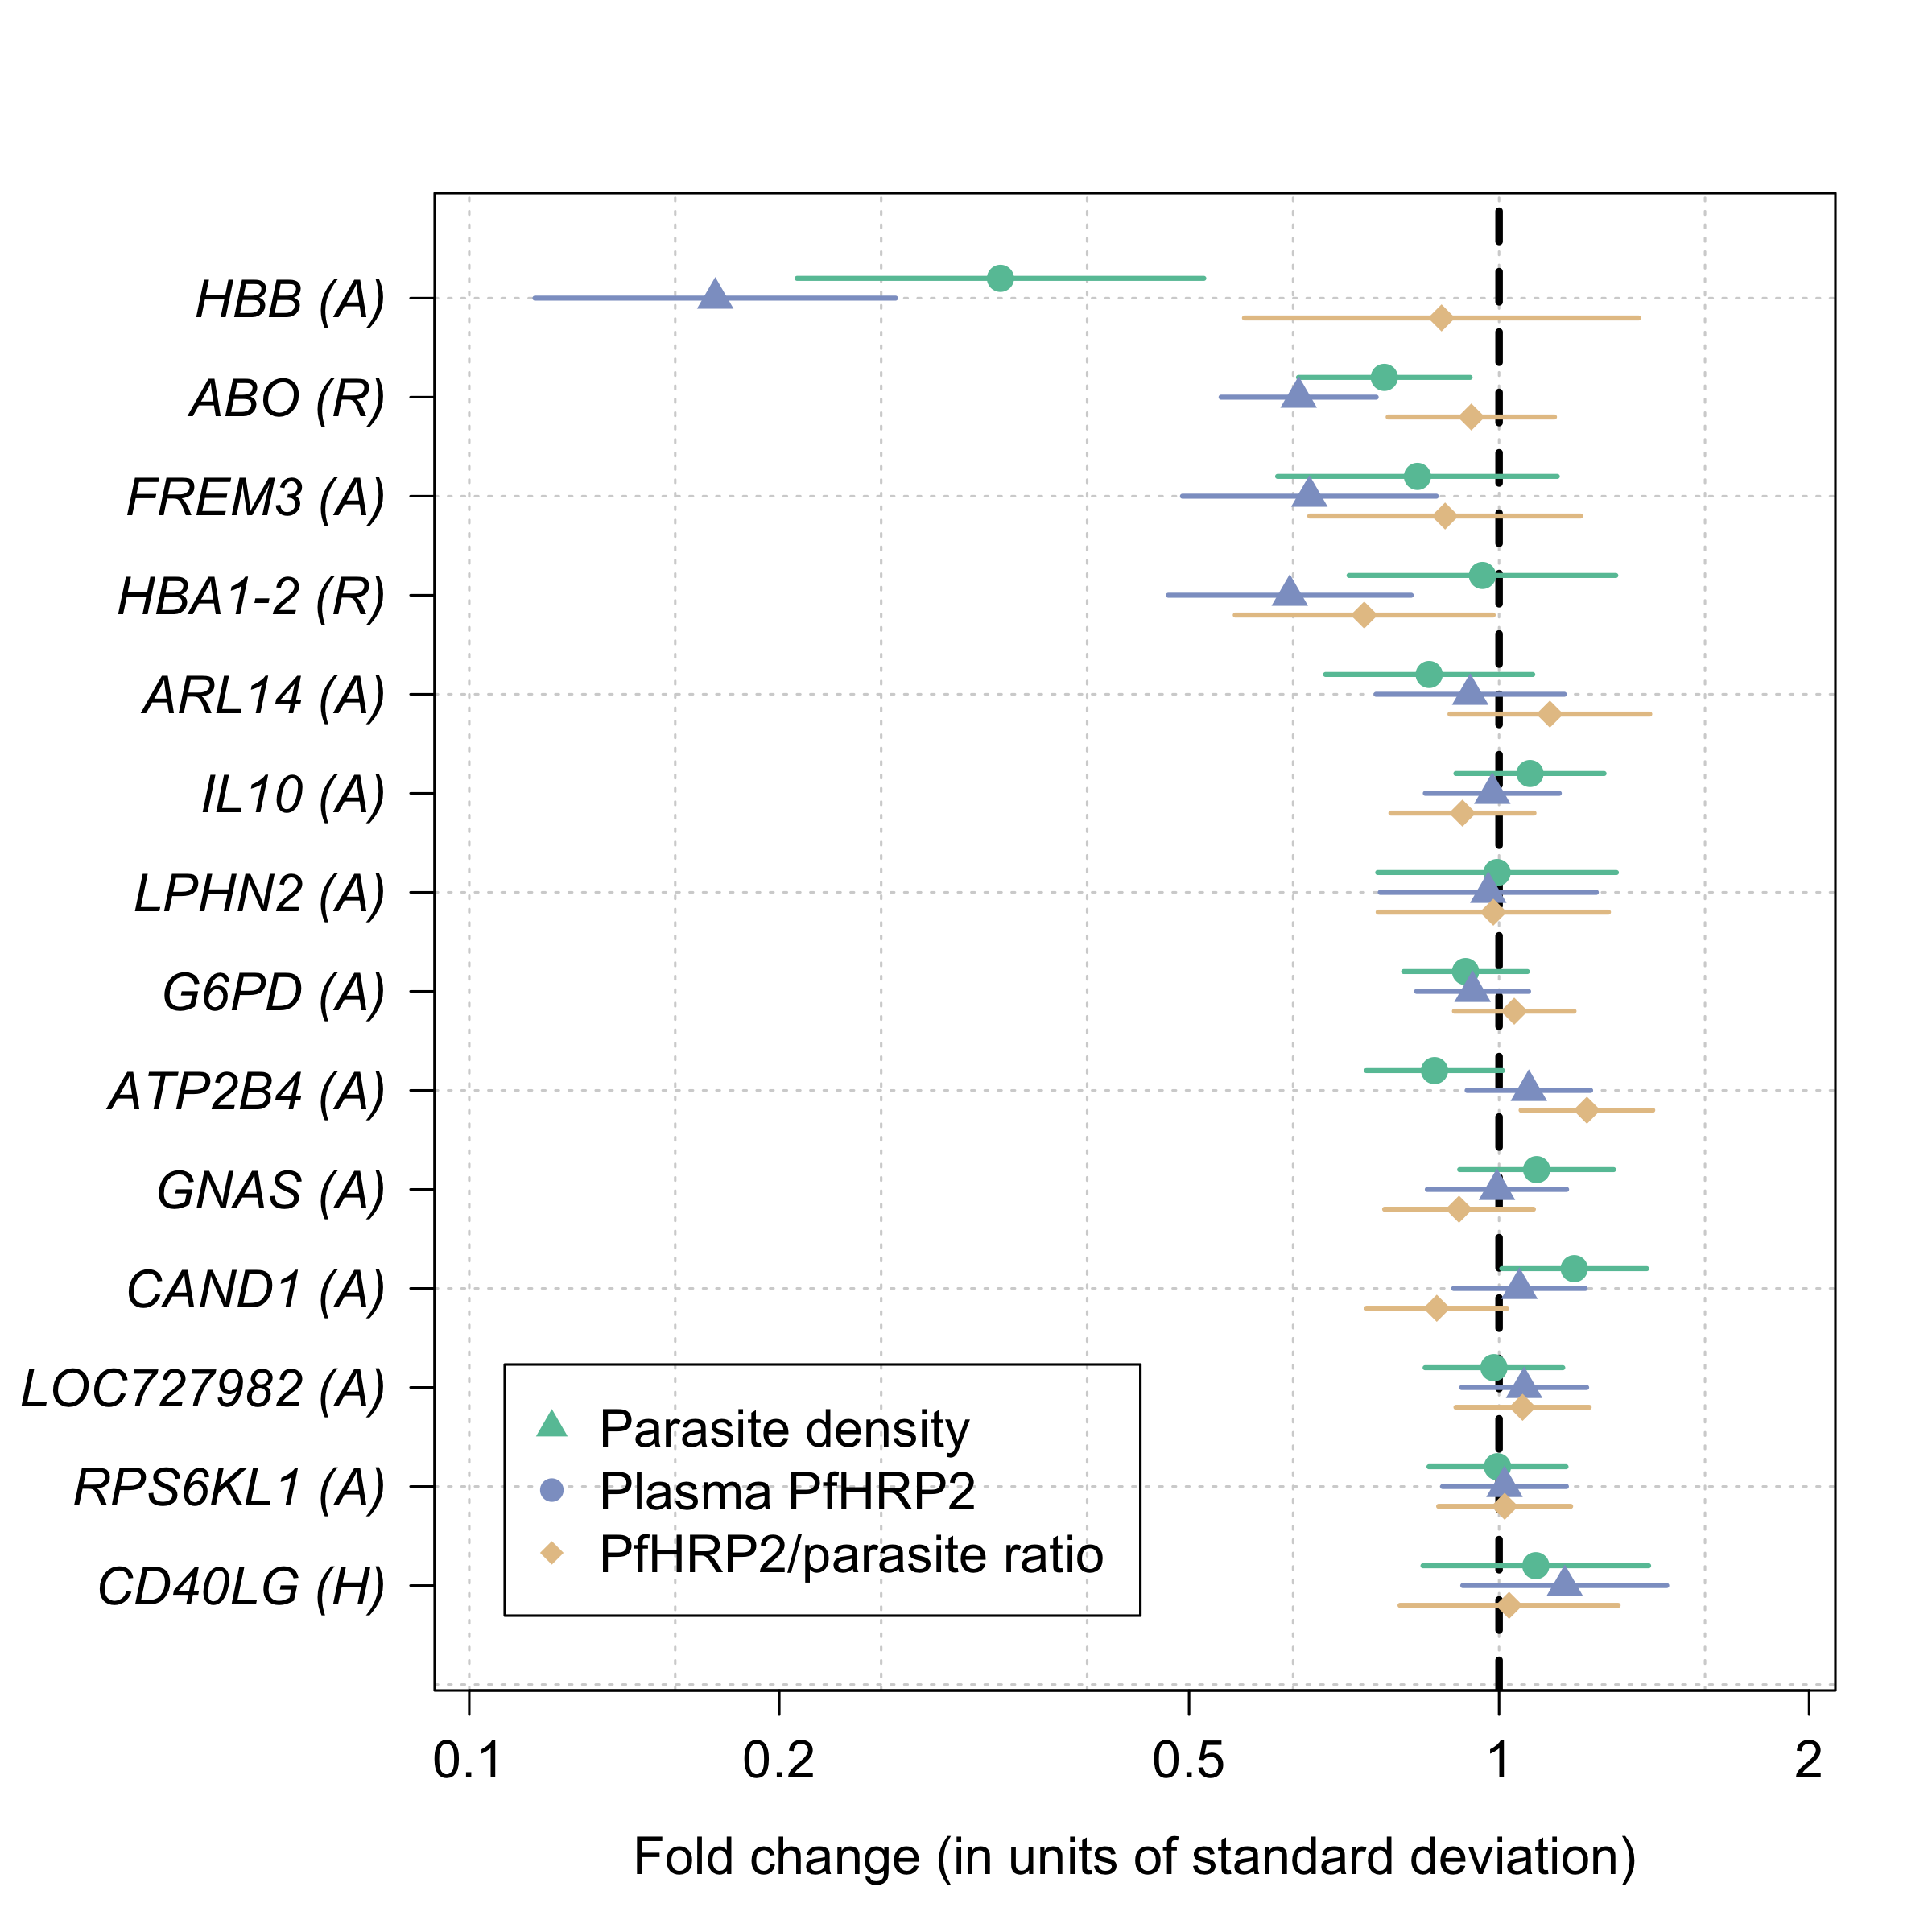 HBB (A)
ABO (R)
FREM3 (A)
HBA1-2 (R)
ARL14 (A)
IL10 (A)
LPHN2 (A)
G6PD (A)
ATP2B4 (A)
GNAS (A)
CAND1 (A)
LOC727982 (A)
RPS6KL1 (A)
CD40LG (H)
Parasite density
Plasma PfHRP2
PfHRP2/parasite ratio
0.1 0.2 0.5 1 2
Fold change (in units of standard deviation)